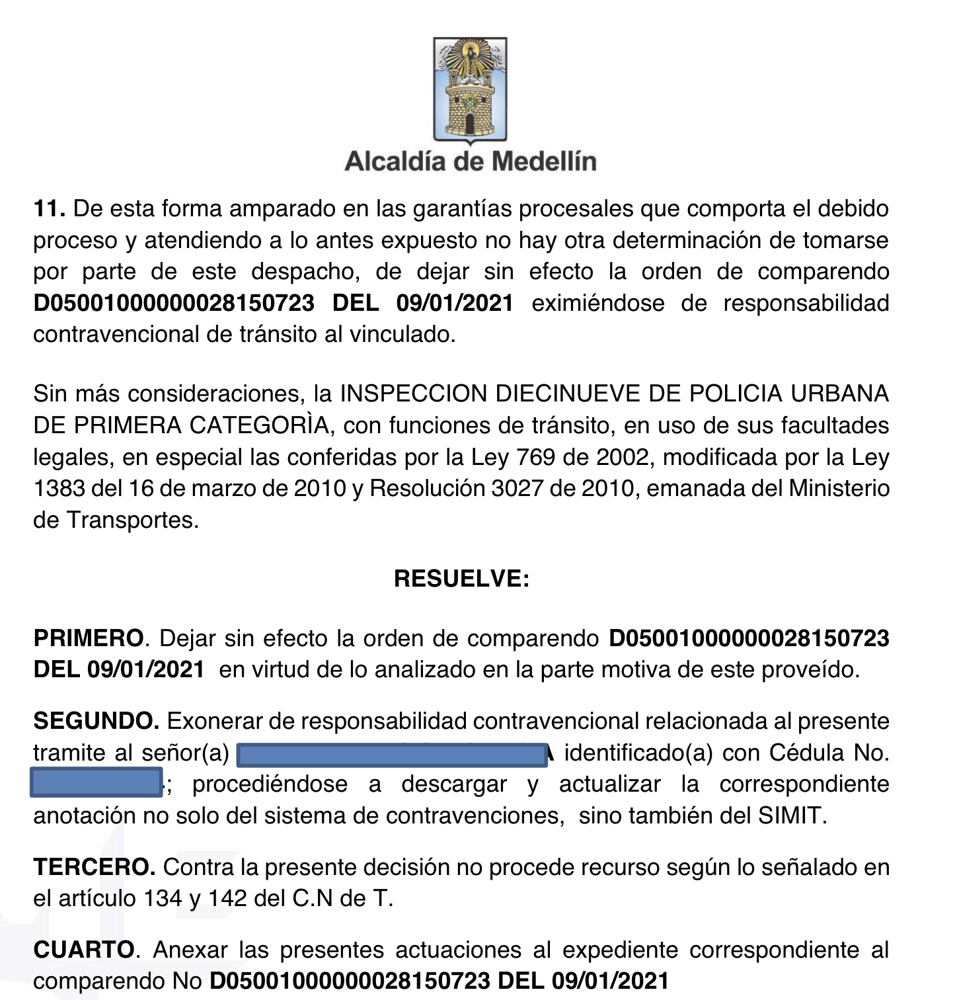 Alcaldía de Medellín
11. De esta forma amparado en las garantías procesales que comporta el debido
proceso y atendiendo a lo antes expuesto no hay otra determinación de tomarse
por parte de este despacho, de dejar sin efecto la orden de comparendo
D05001000000028150723 DEL 09/01/2021 eximiéndose de responsabilidad
contravencional de tránsito al vinculado.
Sin más consideraciones, la INSPECCION DIECINUEVE DE POLICIA URBANA
DE PRIMERA CATEGORÌA, con funciones de tránsito, en uso de sus facultades
legales, en especial las conferidas por la Ley 769 de 2002, modificada por la Ley
1383 del 16 de marzo de 2010 y Resolución 3027 de 2010, emanada del Ministerio
de Transportes.
RESUELVE:
PRIMERO. Dejar sin efecto la orden de comparendo D05001000000028150723
DEL 09/01/2021 en virtud de lo analizado en la parte motiva de este proveído.
SEGUNDO. Exonerar de responsabilidad contravencional relacionada al presente
tramite al señor(a) identificado(a) con Cédula No.
; procediéndose a descargar y actualizar la correspondiente
anotación no solo del sistema de contravenciones, sino también del SIMIT.
TERCERO. Contra la presente decisión no procede recurso según lo señalado en
el artículo 134 y 142 del C.N de T.
CUARTO. Anexar las presentes actuaciones al expediente correspondiente al
comparendo No D05001000000028150723 DEL 09/01/2021